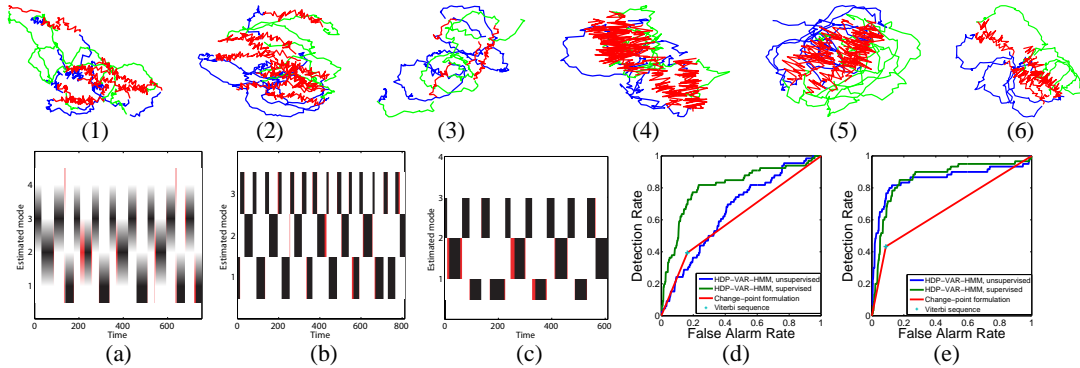 (1) (2) (3) (4) (5) (6)
Estimated mode
4
3
2
1
0 200 400 600
Time
(a)
Estimated mode
3
2
1
0 200 400 600 800
Time
(b)
Estimated mode
4
3
2
1
0 200 400 600
Time
(c)
Detection Rate
1
0.8
0.6
0.4
0.2
0
HDP−VAR−HMM, unsupervised
HDP−VAR−HMM, supervised
Change−point formulation
Viterbi sequence
0.2 0.4 0.6 0.8 1
False Alarm Rate
(d)
Detection Rate
1
0.8
0.6
0.4
0.2
0
HDP−VAR−HMM, unsupervised
HDP−VAR−HMM, supervised
Change−point formulation
Viterbi sequence
0 0.2 0.4 0.6 0.8 1
False Alarm Rate
(e)